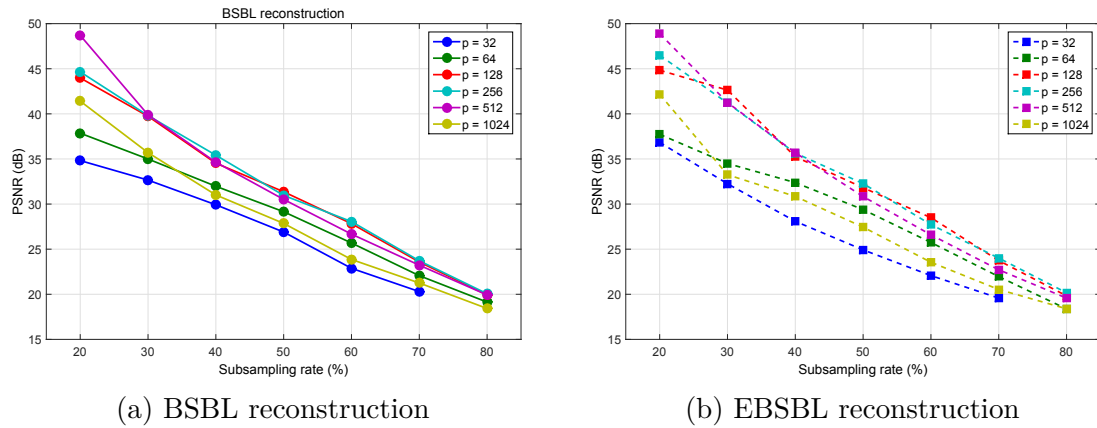 BSBL reconstruction
50
45
40
35
30
25
20
15
PSNR (dB)
20 30 40 50 60 70 80
Subsampling rate (%)
p = 32
p = 64
p = 128
p = 256
p = 512
p = 1024
(a) BSBL reconstruction
50
45
40
35
30
25
20
15
PSNR (dB)
20 30 40 50 60 70 80
Subsampling rate (%)
p = 32
p = 64
p = 128
p = 256
p = 512
p = 1024
(b) EBSBL reconstruction